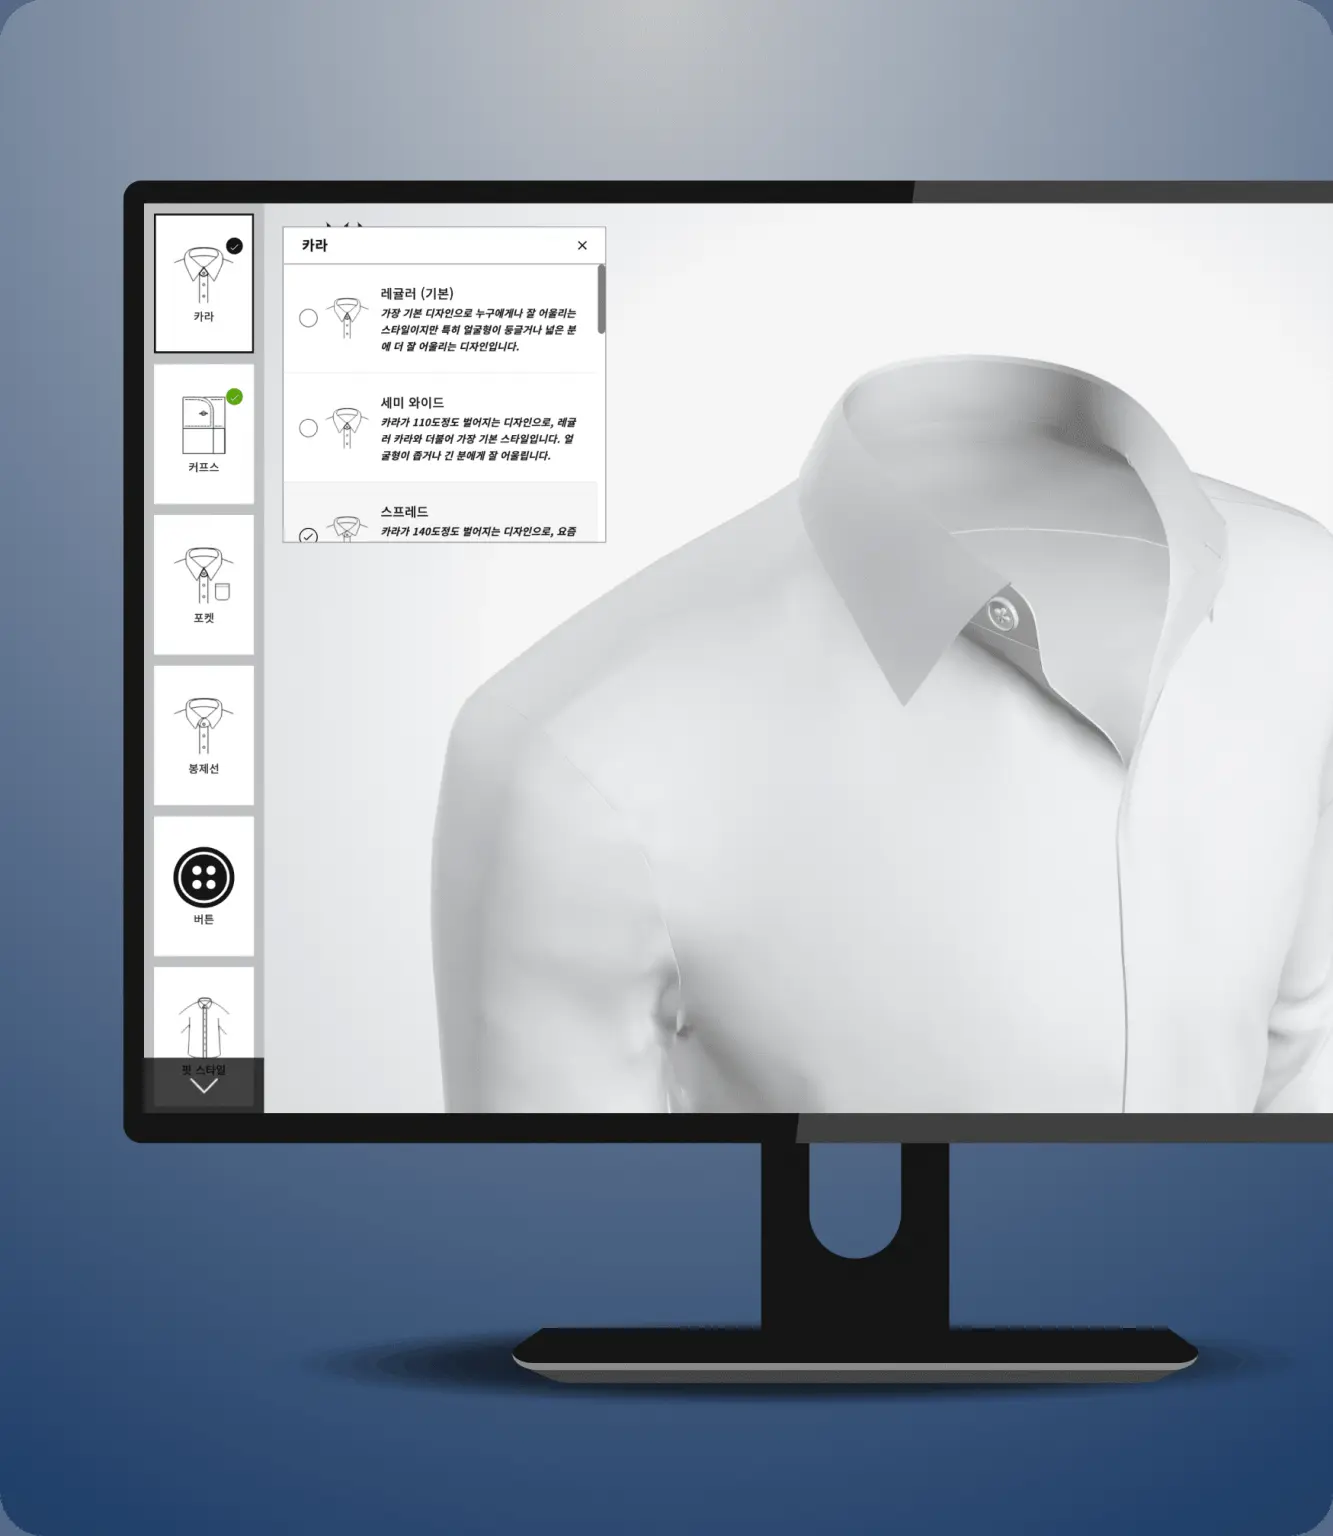 카라
커프스
포켓
봉제선
버튼
핏 스타일
카라
레귤러 (기본)
가장 기본 디자인으로 누구에게나 잘 어울리는
스타일이지만 특히 얼굴형이 둥글거나 넓은 분
에 더 잘 어울리는 디자인입니다.
세미 와이드
카라가 110도정도 벌어지는 디자인으로, 레귤
러 카라와 더불어 가장 기본 스타일입니다. 얼
굴형이 좁거나 긴 분에게 잘 어울립니다.
스프레드
카라가 140도정도 벌어지는 디자인으로, 요즘